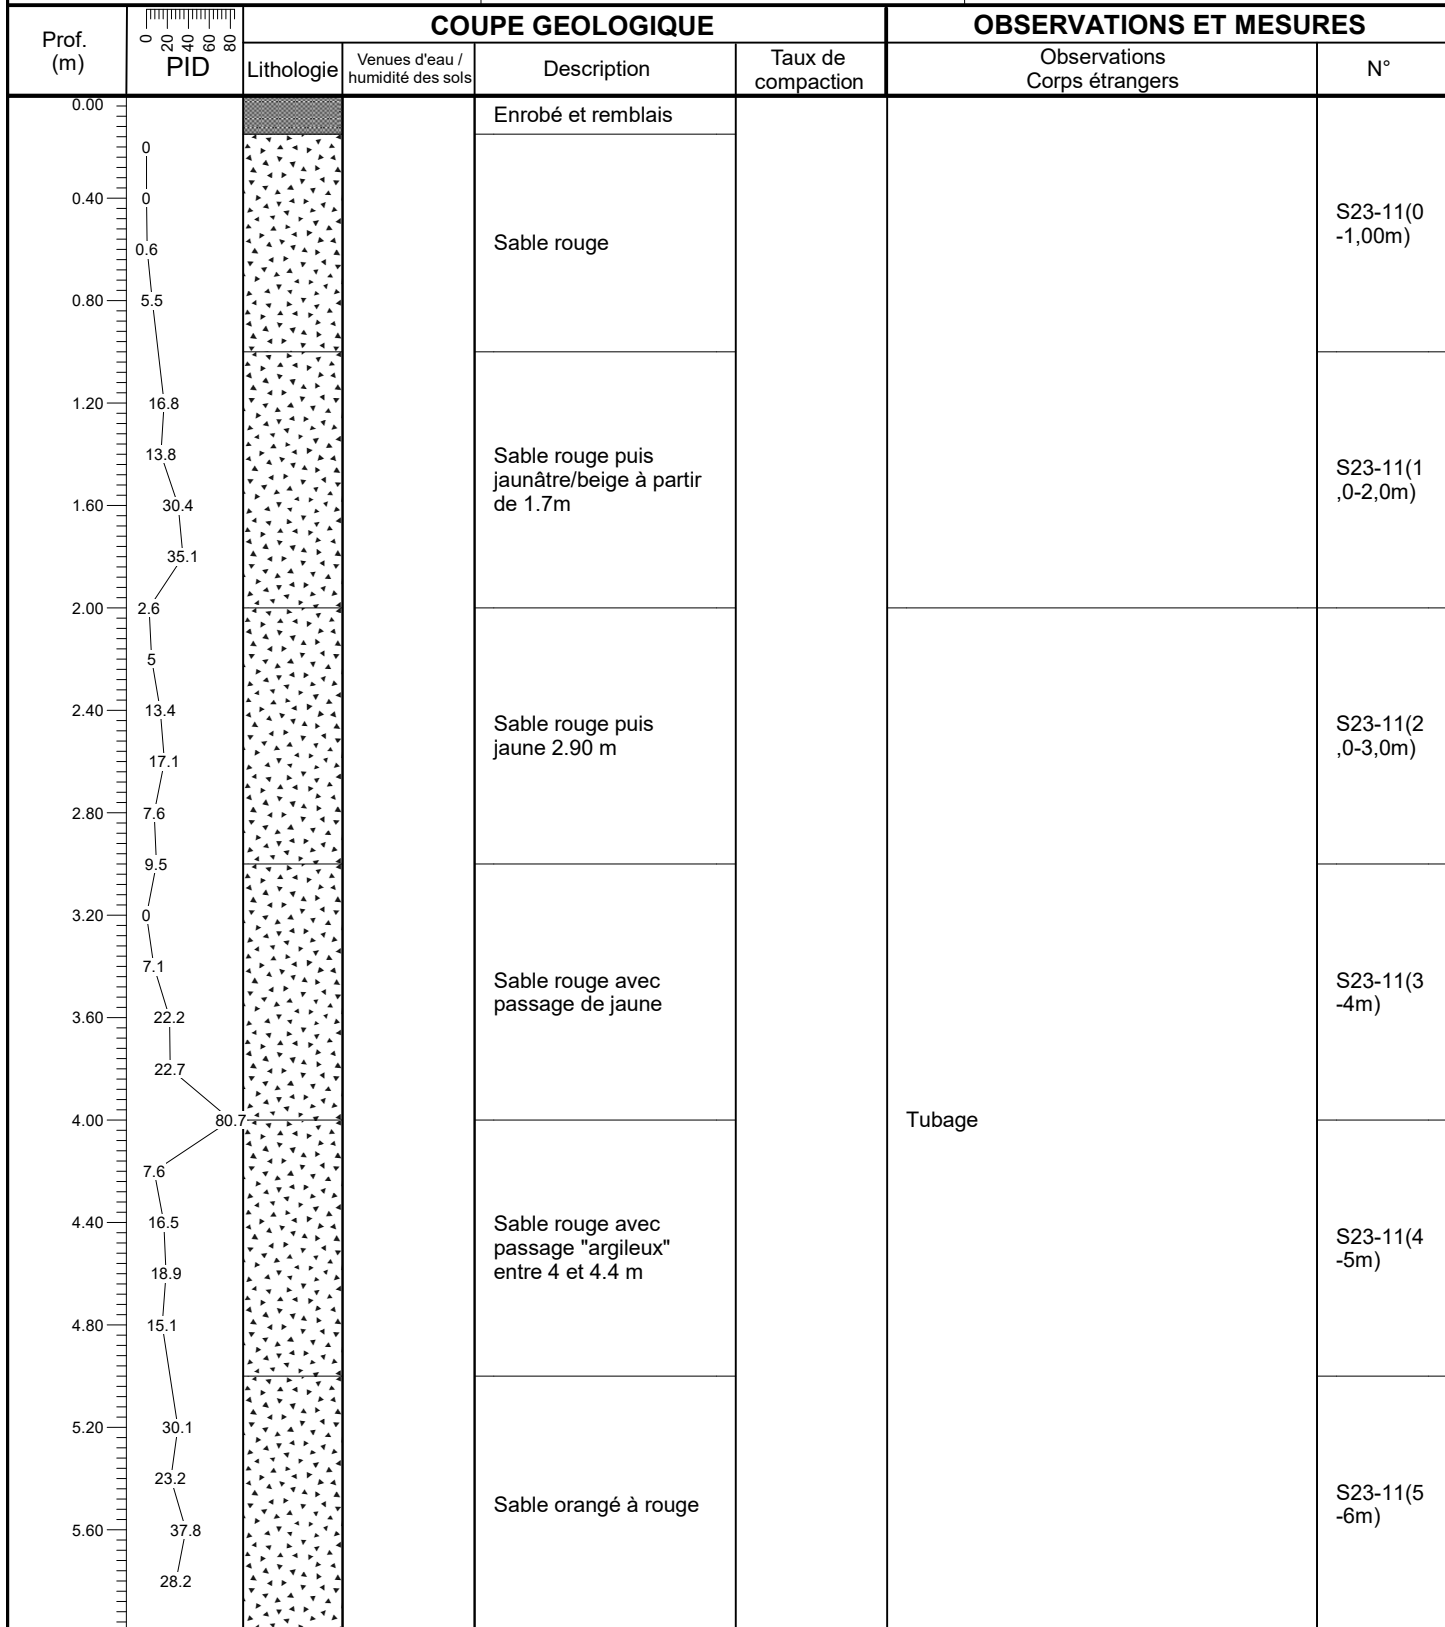 COUPE GEOLOGIQUE
OBSERVATIONS ET MESURES
Prof.
(m)
0 20 40 60 80
PID
Lithologie
Venues d'eau /
humidité des sols
Description
Taux de
compaction
Observations
Corps étrangers
N°
0.00
Enrobé et remblais
0
0.40
0
S23-11(0
-1,00m)
Sable rouge
0.6
0.80
5.5
1.20
16.8
13.8
Sable rouge puis
jaunâtre/beige à partir
de 1.7m
S23-11(1
,0-2,0m)
1.60
30.4
35.1
2.00
2.6
5
2.40
13.4
Sable rouge puis
jaune 2.90 m
S23-11(2
,0-3,0m)
17.1
2.80
7.6
9.5
3.20
0
7.1
Sable rouge avec
passage de jaune
S23-11(3
-4m)
3.60
22.2
22.7
4.00
80.7
Tubage
7.6
4.40
16.5
Sable rouge avec
passage "argileux"
entre 4 et 4.4 m
S23-11(4
-5m)
18.9
4.80
15.1
5.20
30.1
23.2
Sable orangé à rouge
S23-11(5
-6m)
5.60
37.8
28.2